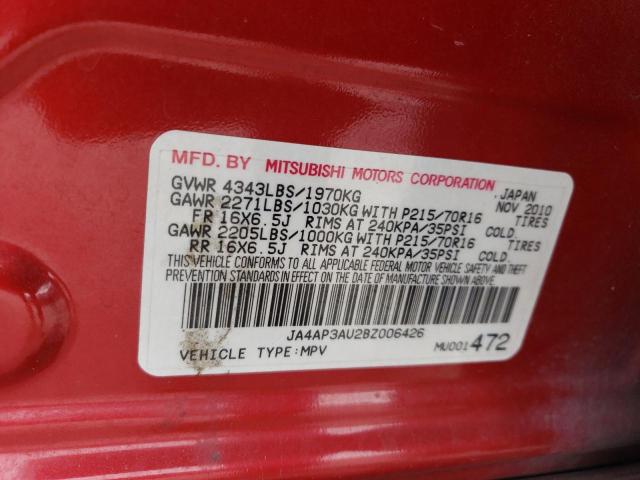 MFD. BY MITSUBISHI MOTORS CORPORATION
JAPAN
GVWR 4343LBS/1970KG NOV 2010
GAWR 2271LBS/1030KG WITH P215/70R16 TIRES
FR 16X6.5J RIMS AT 240KPA/35PSI COLD.
GAWR 2205LBS/1000KG WITH P215/70R16 TIRES
RR 16X6.5J RIMS AT 240KPA/35PSI COLD.
THIS VEHICLE CONFORMS TO ALL APPLICABLE FEDERAL MOTOR VEHICLE SAFETY AND THEFT
PREVENTION STANDARDS IN EFFECT ON THE DATE OF MANUFACTURE SHOWN ABOVE.
JA4AP3AU2BZ006426
VEHICLE TYPE:MPV MU001472